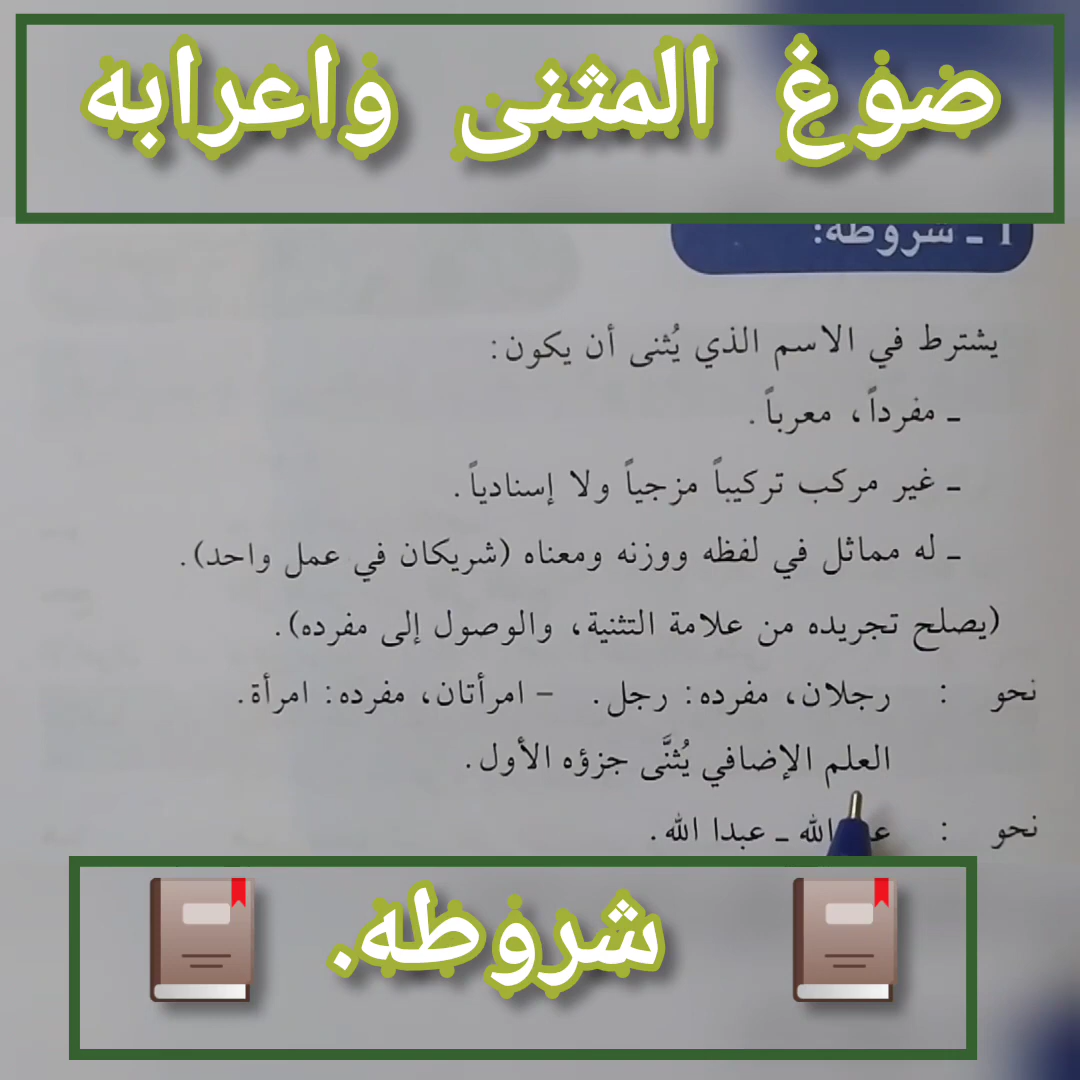 ضوغ المثنى واعرابه
1 ـ شروطه:
يشترط في الاسم الذي يُثنى أن يكون:
ـ مفرداً، معرباً.
ـ غير مركب تركيباً مزجياً ولا إسنادياً.
ـ له مماثل في لفظه ووزنه ومعناه (شريكان في عمل واحد).
(يصلح تجريده من علامة التثنية، والوصول إلى مفرده).
نحو : رجلان، مفرده: رجل. – امرأتان، مفرده: امرأة.
العلم الإضافي يُثنَّى جزؤه الأول.
نحو : الله ـ عبدا الله.
شروطه.